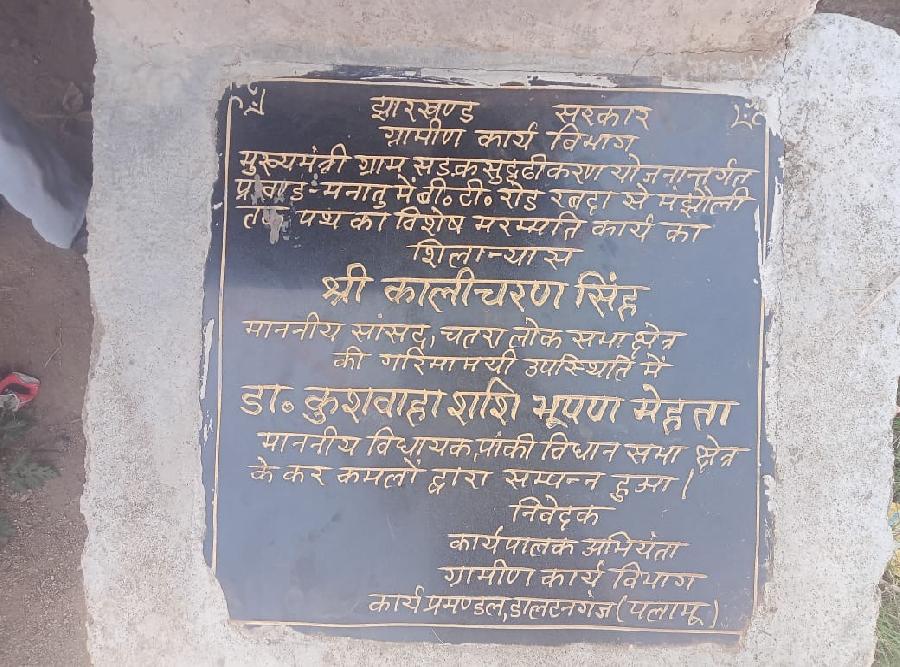 झारखण्ड सरकार
ग्रामीण कार्य विभाग
मुख्यमंत्री ग्राम सड़क सुदृढीकरण योजनान्तर्गत
प्रखण्ड-मनातु में बी०टी० रोड रबदा से मंझौली
तक पथ का विशेष मरम्मति कार्य का
शिलान्यास
श्री कालीचरण सिंह
माननीय सांसद, चतरा लोक सभा क्षेत्र
की गरिमामयी उपस्थिति में
डा. कुशवाहा शशि भूषण मेहता
माननीय विधायक, पांकी विधान सभा क्षेत्र
के कर कमलों द्वारा सम्पन्न हुआ।
निवेदक
कार्यपालक अभियंता
ग्रामीण कार्य विभाग
कार्य प्रमण्डल, डालटनगंज (पलामू)